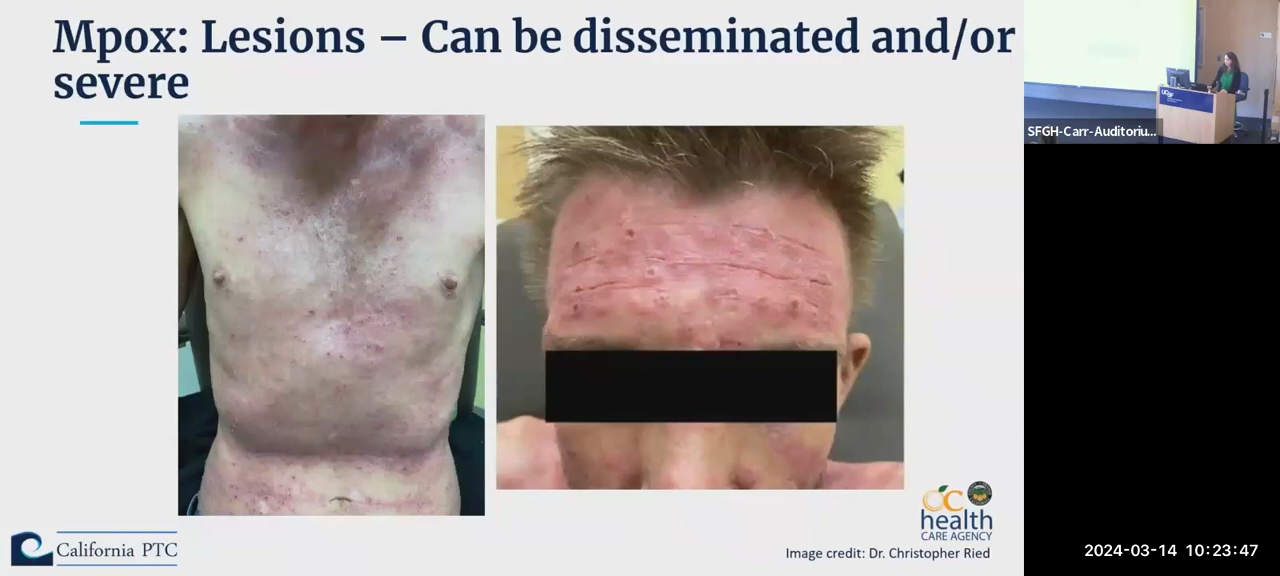 Mpox: Lesions – Can be disseminated and/or
severe
SFGH-Carr-Auditoriu...
UCSF
health
CARE AGENCY
California PTC
Image credit: Dr. Christopher Ried
2024-03-14 10:23:47